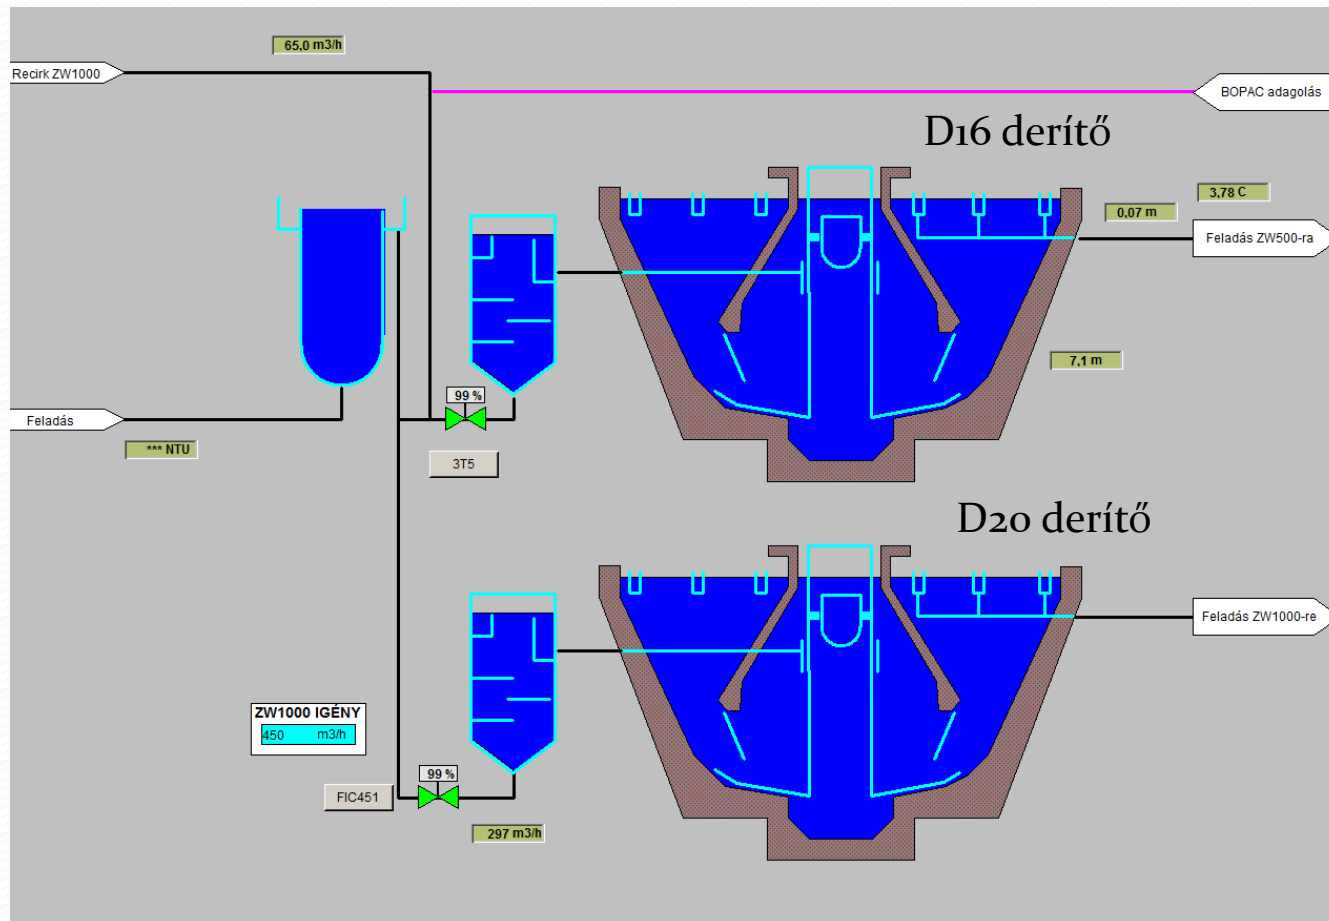 65,0 m3/h
Recirk ZW1000
BOPAC adagolás
D16 derítő
3,78 C
0,07 m
Feladás ZW500-ra
7,1 m
99 %
Feladás
*** NTU
3T5
D20 derítő
Feladás ZW1000-re
ZW1000 IGÉNY
450 m3/h
99 %
FIC451
297 m3/h